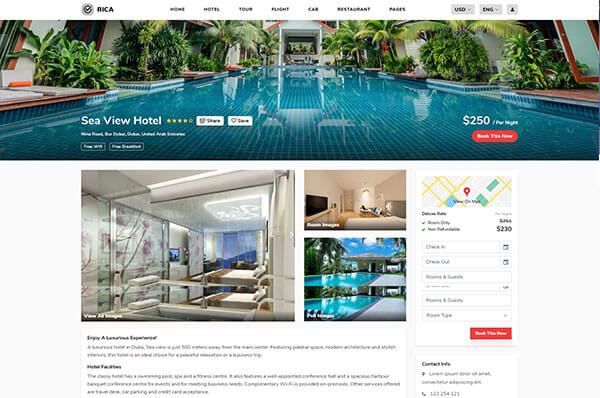 RICA
HOME HOTEL TOUR FLIGHT CAB RESTAURANT PAGES
USD ENG
Sea View Hotel
Share
Save
Mina Road, Bur Dubai, Dubai, United Arab Emirates
Free Wifi Free Breakfast
$250 / Per Night
Book This Now
View All Images
Room Images
Pool Images
View On Map
Deluxe Rate Per Night
Room Only $251
Non Refundable $230
Check In
Check Out
Rooms & Guests
Rooms & Guests
Room Type
Book This Now
Enjoy A Luxurious Experience!
A luxurious hotel in Duba, Sea view is just 500 meters away from the main center. Featuring palatial space, modern architecture and stylish
interiors, this hotel is an ideal choice for a peaceful relaxation or a business trip.
Hotel Facilities
The classy hotel has a swimming pool, spa and a fitness centre. It also features a well-appointed conference hall and a spacious harbour
banquet conference centre for events and for meeting business needs. Complimentary Wi-Fi is provided on-premises. Other services offered
are travel desk, car parking and credit card acceptance.
Contact Info
Lorem ipsum dolor sit amet,
consectetur adipiscing elit.
123 254 121